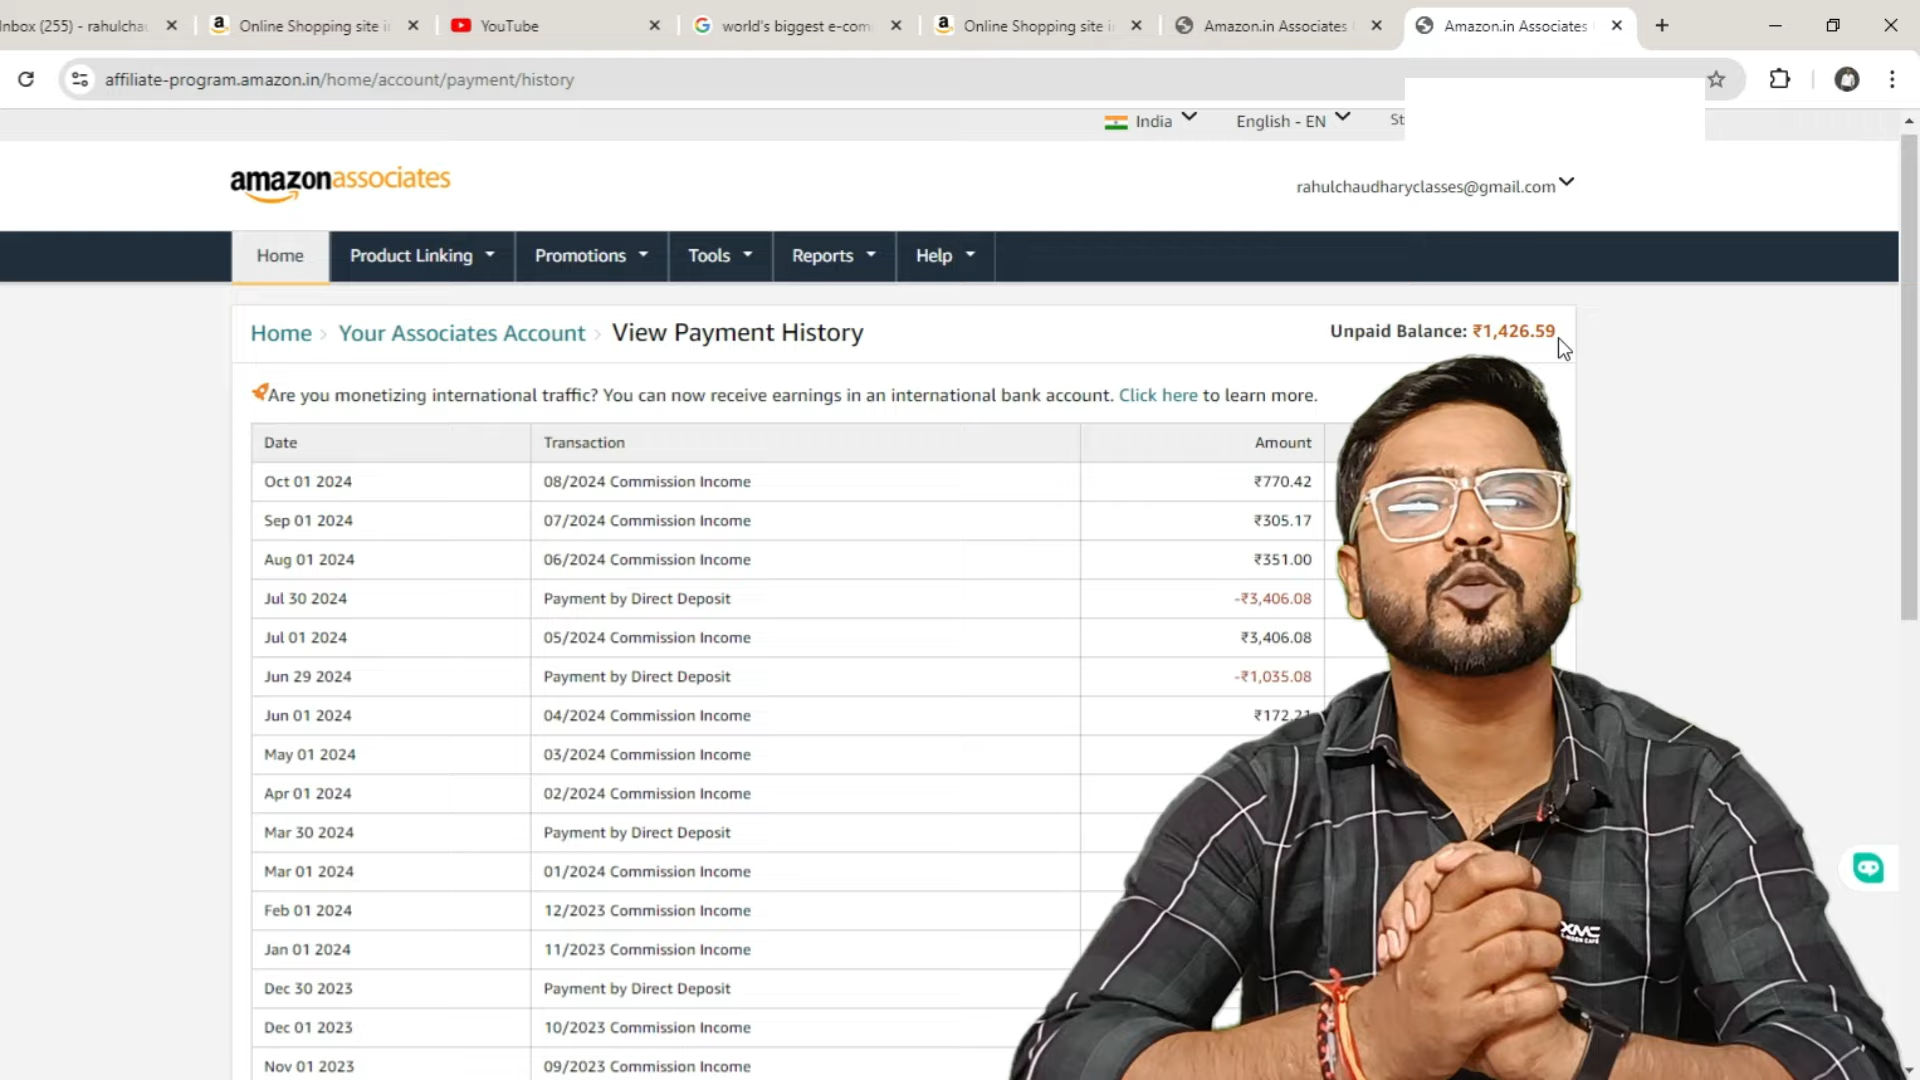 Inbox (255) - rahulcha
Online Shopping site i
YouTube
world's biggest e-com
Online Shopping site i
Amazon.in Associates
Amazon.in Associates
affiliate-program.amazon.in/home/account/payment/history
India
English - EN
St
amazonassociates
rahulchaudharyclasses@gmail.com
Home
Product Linking
Promotions
Tools
Reports
Help
Home › Your Associates Account › View Payment History
Unpaid Balance: ₹1,426.59
Are you monetizing international traffic? You can now receive earnings in an international bank account. Click here to learn more.
Date Transaction Amount
Oct 01 2024 08/2024 Commission Income ₹770.42
Sep 01 2024 07/2024 Commission Income ₹305.17
Aug 01 2024 06/2024 Commission Income ₹351.00
Jul 30 2024 Payment by Direct Deposit -₹3,406.08
Jul 01 2024 05/2024 Commission Income ₹3,406.08
Jun 29 2024 Payment by Direct Deposit -₹1,035.08
Jun 01 2024 04/2024 Commission Income ₹172.21
May 01 2024 03/2024 Commission Income
Apr 01 2024 02/2024 Commission Income
Mar 30 2024 Payment by Direct Deposit
Mar 01 2024 01/2024 Commission Income
Feb 01 2024 12/2023 Commission Income
Jan 01 2024 11/2023 Commission Income
Dec 30 2023 Payment by Direct Deposit
Dec 01 2023 10/2023 Commission Income
Nov 01 2023 09/2023 Commission Income
XMC